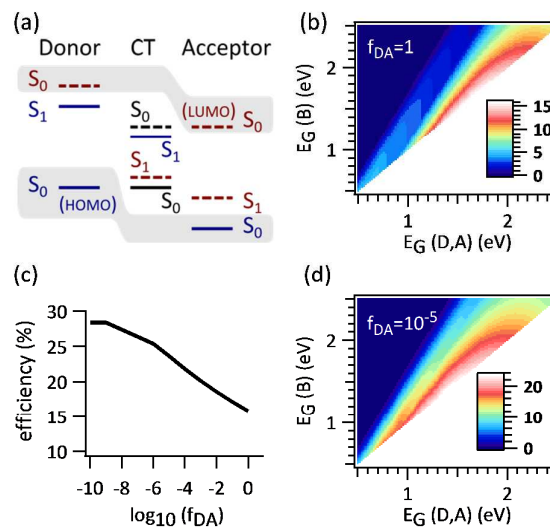 (a)
Donor CT Acceptor
S0
S1
S0
(LUMO)
S0
S1
S1
S0
(HOMO)
S0
S1
S0
(b)
fDA=1
EG (B) (eV)
2
1
15
10
5
0
1 2
EG (D,A) (eV)
(c)
efficiency (%)
30
25
20
15
10
-10 -8 -6 -4 -2 0
log10 (fDA)
(d)
fDA=10-5
EG (B) (eV)
2
1
20
10
0
1 2
EG (D,A) (eV)